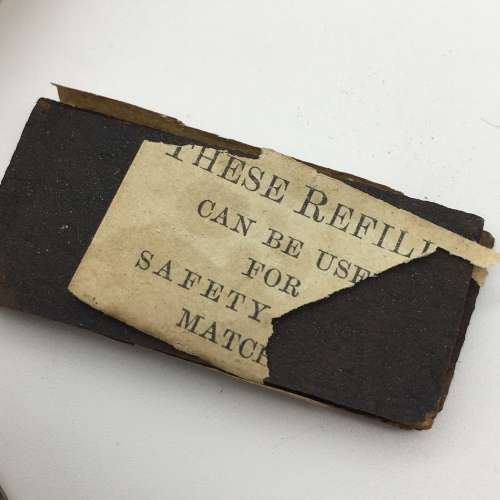 THESE REFILL
CAN BE USE
FOR
SAFETY
MATCH